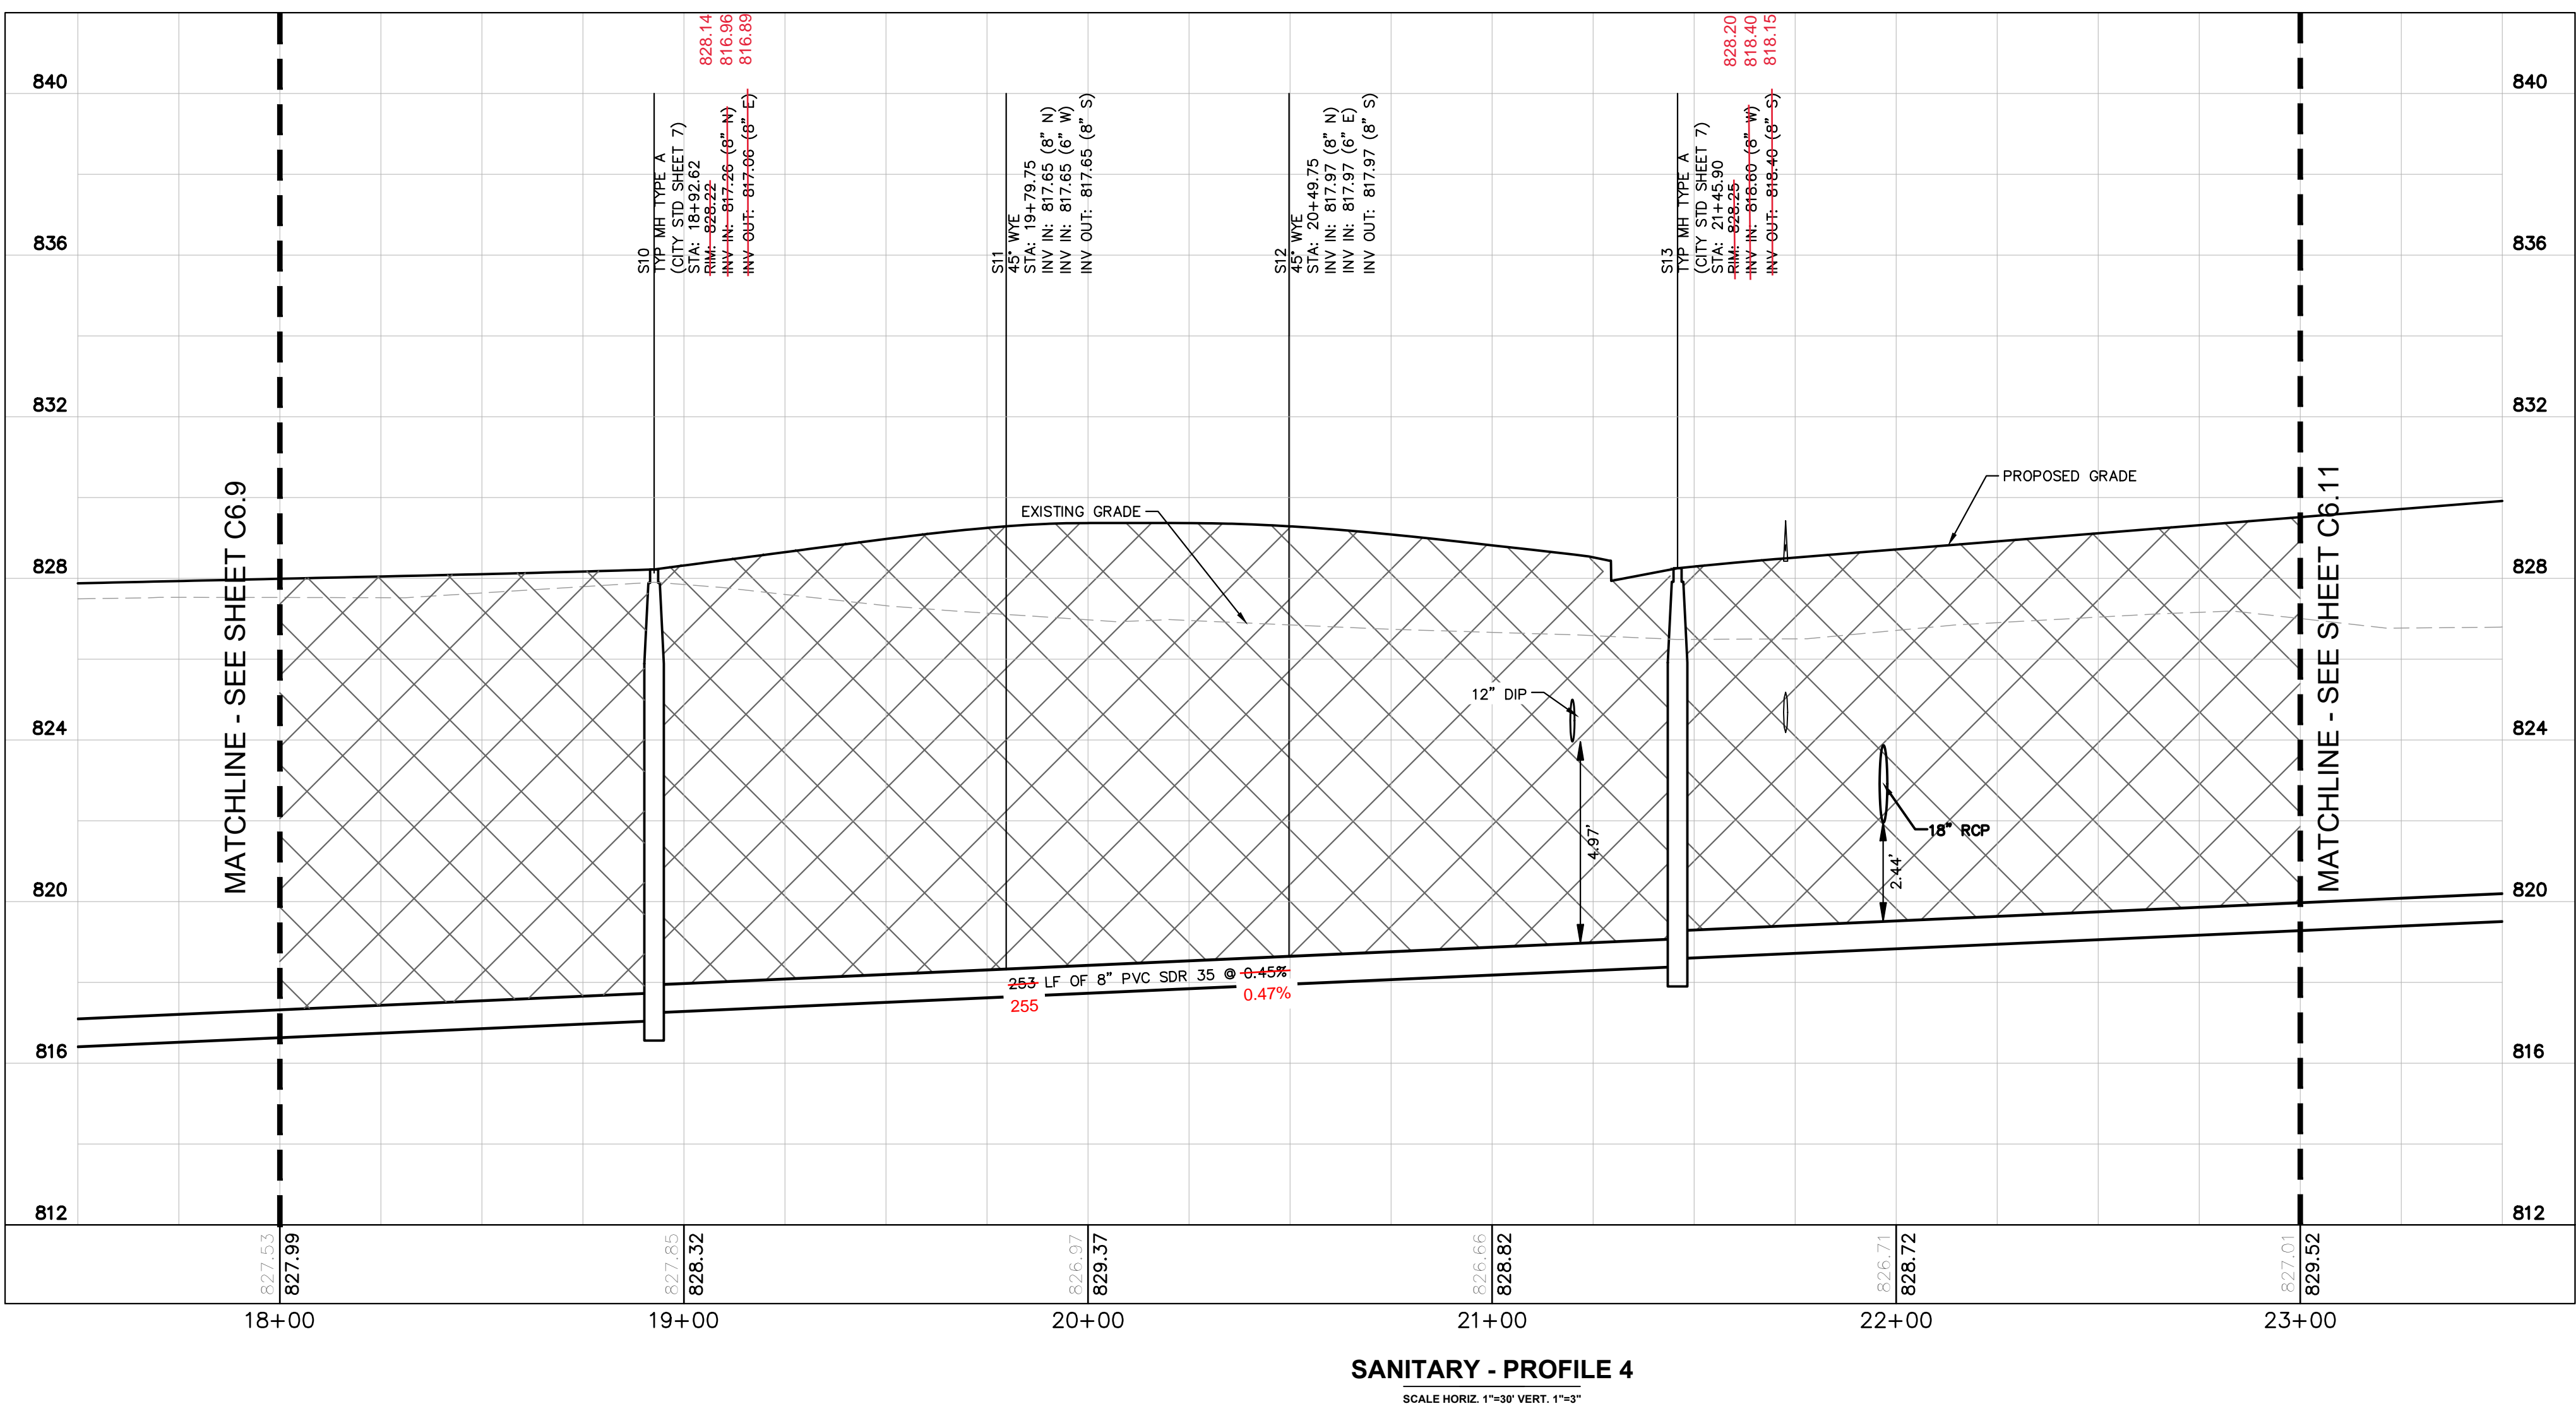 828.14
816.96
816.89
828.20
818.40
818.15
840
840
S10
TYP MH TYPE A
(CITY STD SHEET 7)
STA: 18+92.62
RIM: 828.22
INV IN: 817.26 (8" N)
INV OUT: 817.06 (8" E)
S11
45° WYE
STA: 19+79.75
INV IN: 817.65 (8" N)
INV IN: 817.65 (6" W)
INV OUT: 817.65 (8" S)
S12
45° WYE
STA: 20+49.75
INV IN: 817.97 (8" N)
INV IN: 817.97 (6" E)
INV OUT: 817.97 (8" S)
S13
TYP MH TYPE A
(CITY STD SHEET 7)
STA: 21+45.90
RIM: 828.25
INV IN: 818.60 (8" W)
INV OUT: 818.40 (8" S)
836
836
832
832
MATCHLINE - SEE SHEET C6.9
MATCHLINE - SEE SHEET C6.11
PROPOSED GRADE
EXISTING GRADE
828
828
12" DIP
824
824
18" RCP
4.97'
2.44'
820
820
253 LF OF 8" PVC SDR 35 @ 0.45%
255
0.47%
816
816
812
812
827.53
827.99
827.85
828.32
826.97
829.37
826.66
828.82
826.71
828.72
827.01
829.52
18+00
19+00
20+00
21+00
22+00
23+00
SANITARY - PROFILE 4
SCALE HORIZ. 1"=30' VERT. 1"=3"